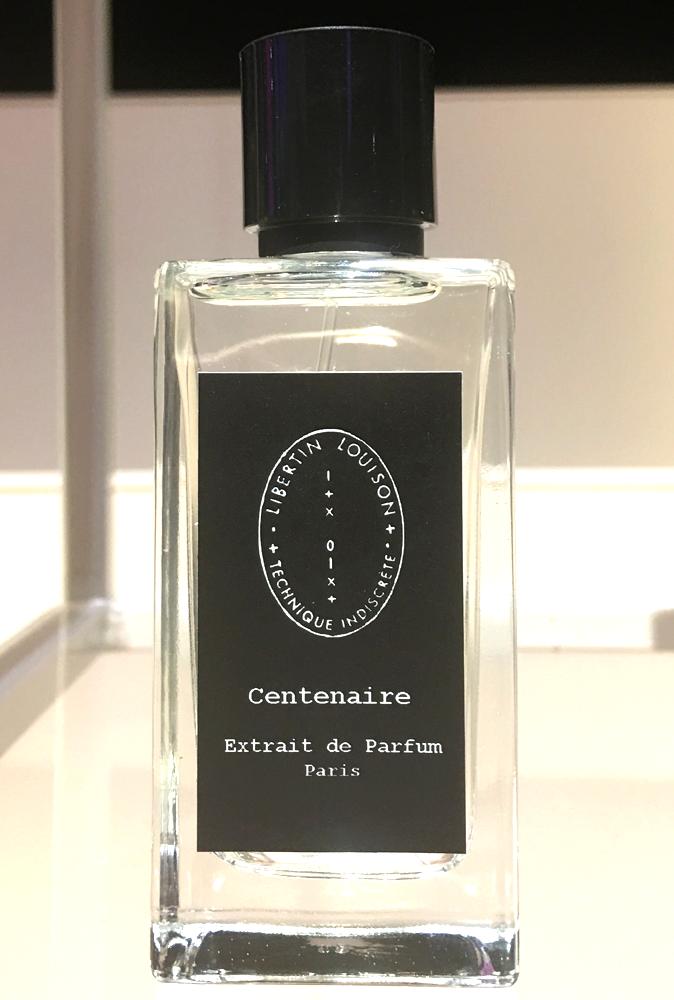 LIBERTIN LOUISON
I
+
x
0
I
x
+
TECHNIQUE INDISCRÈTE
Centenaire
Extrait de Parfum
Paris